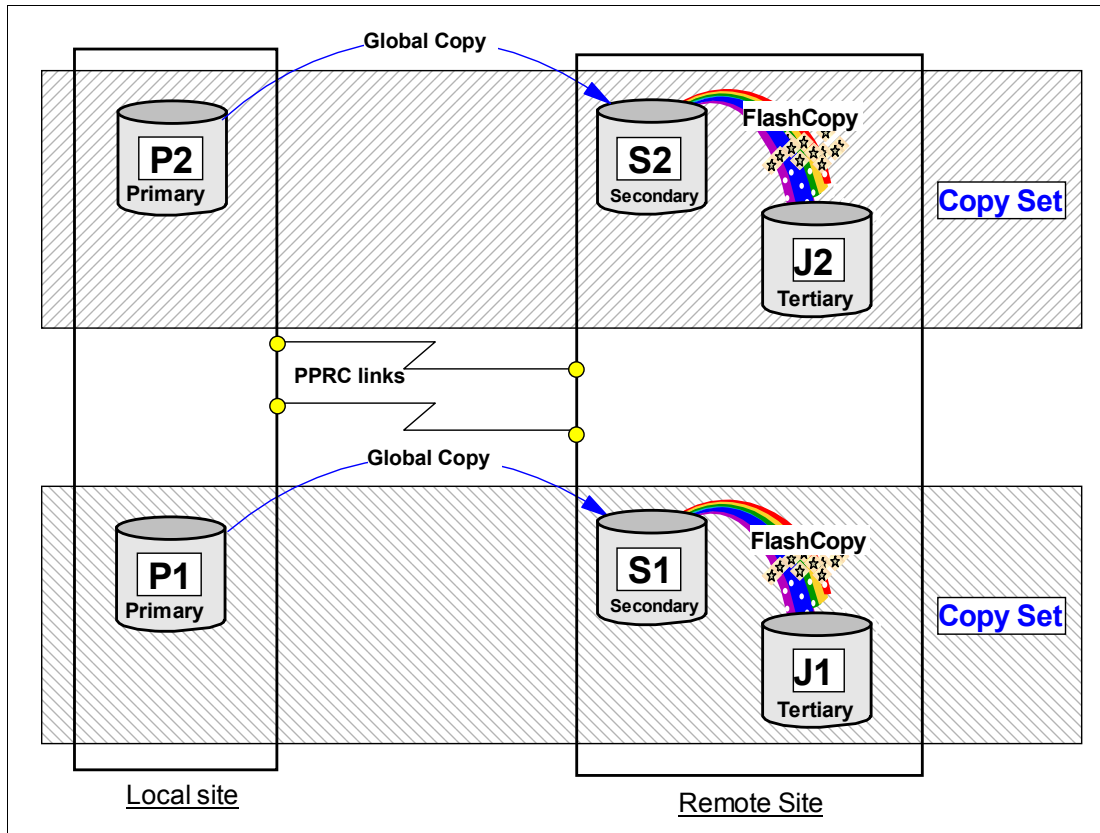 Global Copy
P2
Primary
S2
Secondary
FlashCopy
J2
Tertiary
Copy Set
PPRC links
Global Copy
P1
Primary
S1
Secondary
FlashCopy
J1
Tertiary
Copy Set
Local site
Remote Site